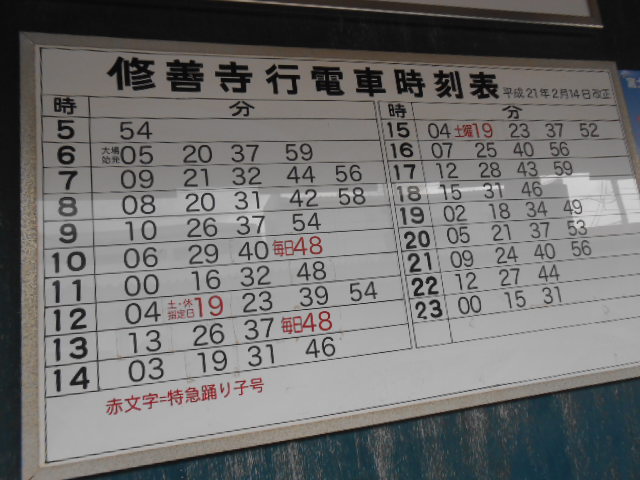 修善寺行電車時刻表 平成21年2月14日改正
時 分
5 54
6 大場始発05 20 37 59
7 09 21 32 44 56
8 08 20 31 42 58
9 10 26 37 54
10 06 29 40 毎日48
11 00 16 32 48
12 04 土・休指定日19 23 39 54
13 13 26 37 毎日48
14 03 19 31 46
時 分
15 04 土曜19 23 37 52
16 07 25 40 56
17 12 28 43 59
18 15 31 46
19 02 18 34 49
20 05 21 37 53
21 09 24 40 56
22 12 27 44
23 00 15 31
赤文字=特急踊り子号